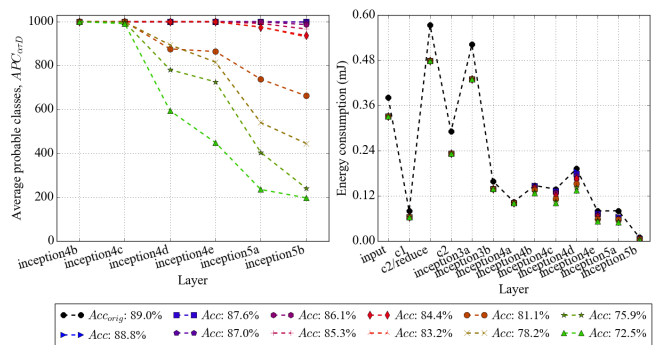 1000
800
600
400
200
0
Average probable classes, APC_orD
inception4b
inception4c
inception4d
inception4e
inception5a
inception5b
Layer
0.60
0.48
0.36
0.24
0.12
0.00
Energy consumption (mJ)
input
c1
c2/reduce
c2
inception3a
inception3b
inception4a
inception4b
inception4c
inception4d
inception4e
inception5a
inception5b
Layer
Acc_orig: 89.0% Acc: 87.6% Acc: 86.1% Acc: 84.4% Acc: 81.1% Acc: 75.9%
Acc: 88.8% Acc: 87.0% Acc: 85.3% Acc: 83.2% Acc: 78.2% Acc: 72.5%